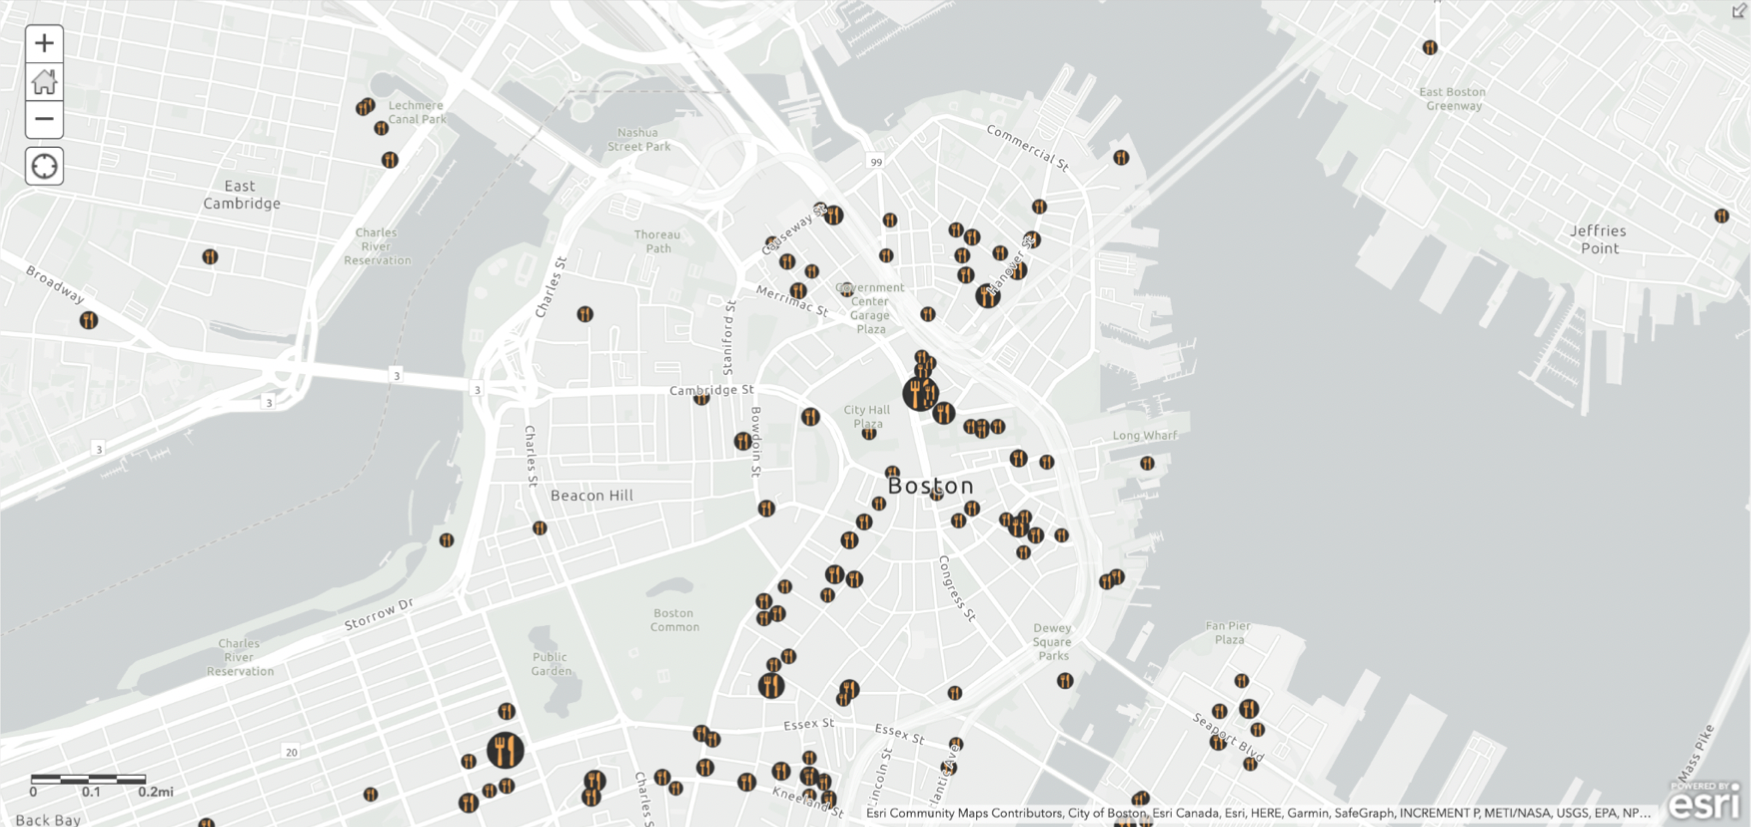 +
−
Lechmere
Canal Park
East Boston
Greenway
Nashua
Street Park
Commercial St
99
East
Cambridge
Causeway St
Charles
River
Reservation
Thoreau
Path
Jeffries
Point
Broadway
Charles St
Hanover St
Merrimac St
Government
Center
Garage
Plaza
Staniford St
3
3
3
Cambridge St
City Hall
Plaza
Bowdoin St
Long Wharf
3
Charles St
Boston
Beacon Hill
Congress St
Storrow Dr
Boston
Common
Dewey
Square
Parks
Fan Pier
Plaza
Charles
River
Reservation
Public
Garden
Essex St
Essex St
Seaport Blvd
20
Mass Pike
Lincoln St
Atlantic Ave
Kneeland St
Charles S
0 0.1 0.2mi
Back Bay
POWERED BY
esri
Esri Community Maps Contributors, City of Boston, Esri Canada, Esri, HERE, Garmin, SafeGraph, INCREMENT P, METI/NASA, USGS, EPA, NP...